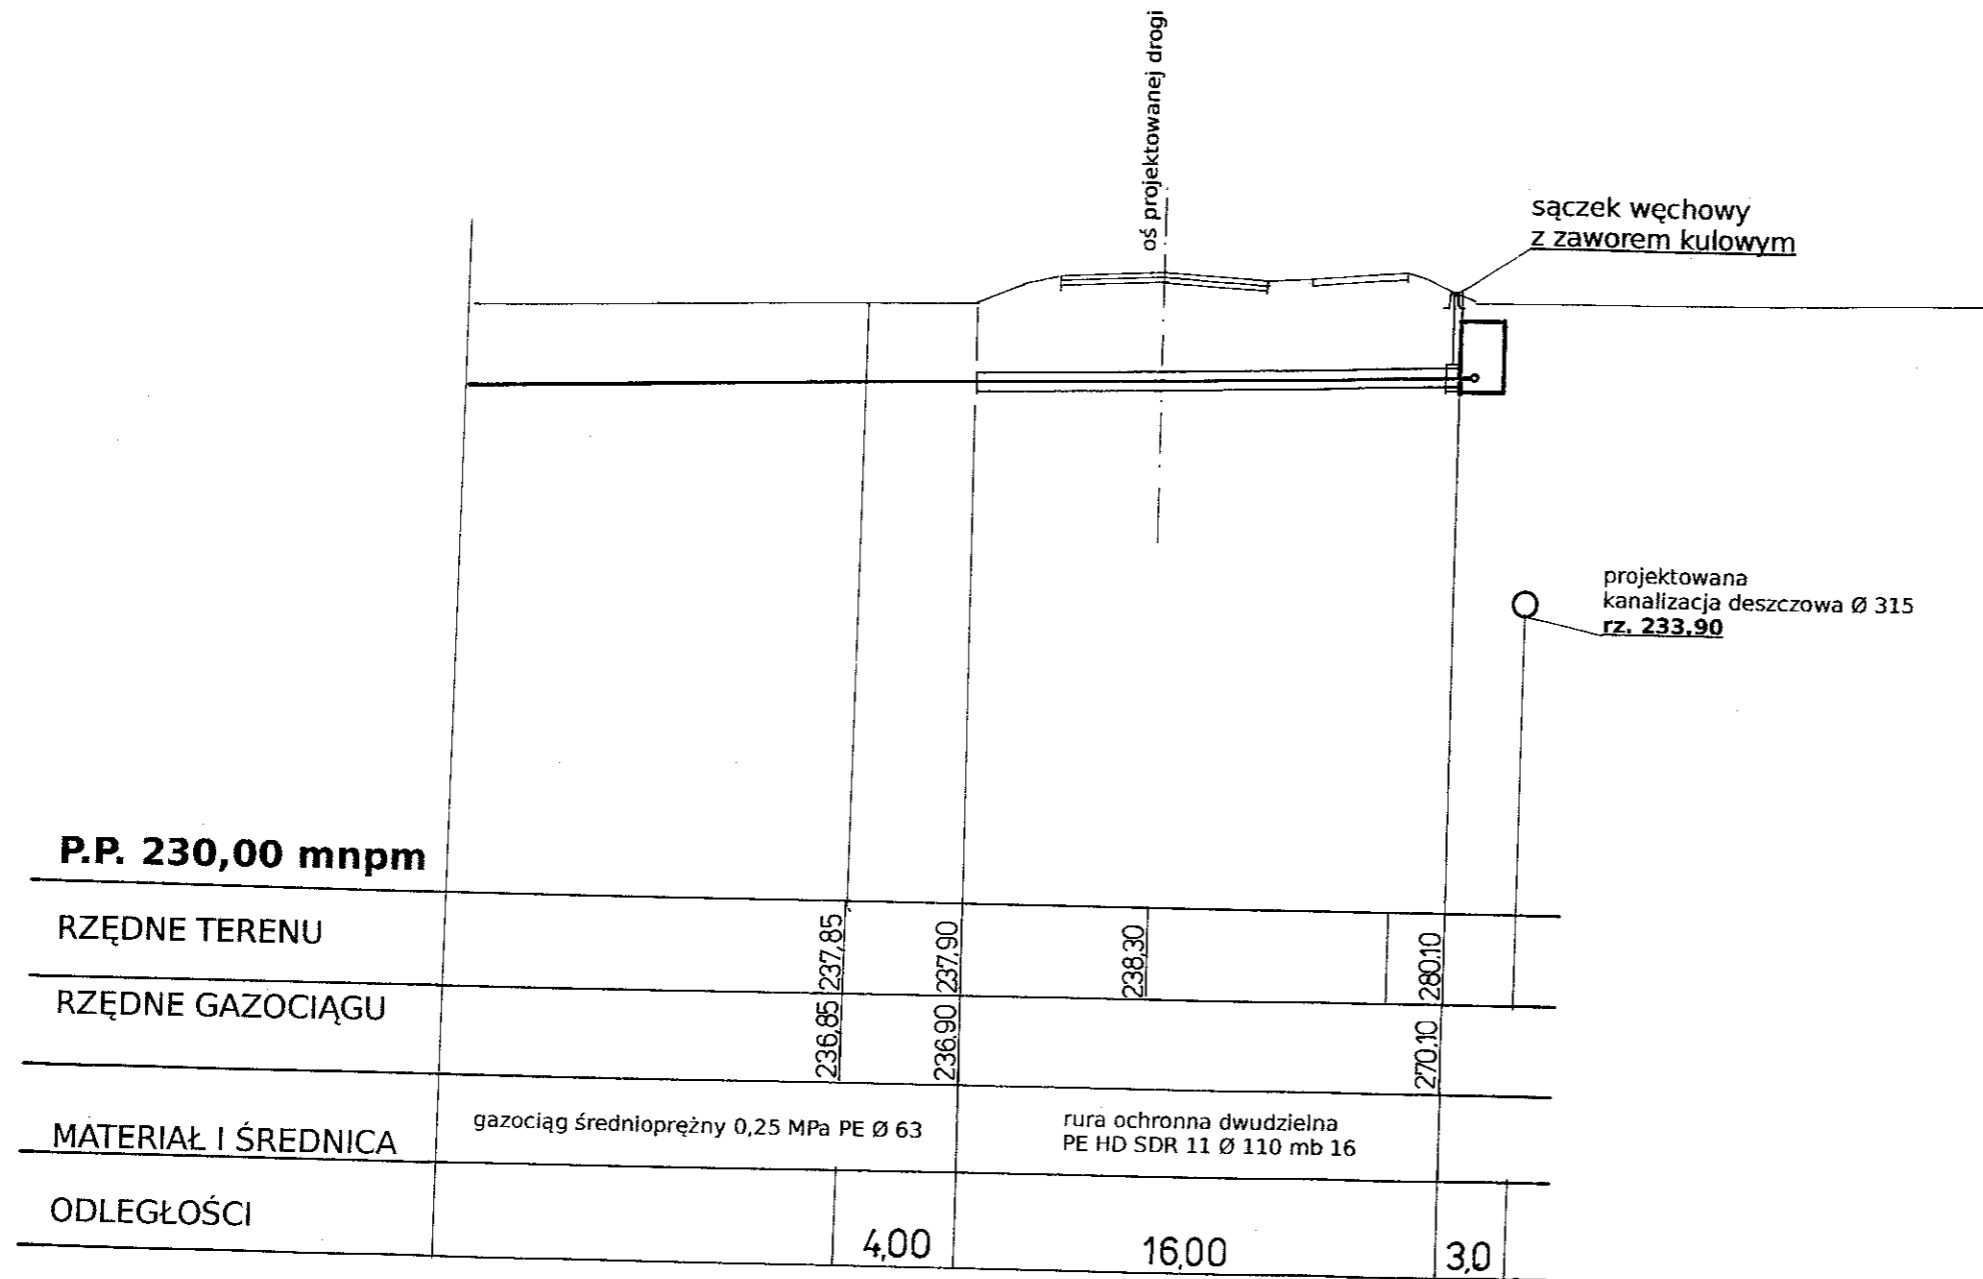 oś projektowanej drogi
sączek węchowy
z zaworem kulowym
projektowana
kanalizacja deszczowa Ø 315
rz. 233.90
P.P. 230,00 mnpm
RZĘDNE TERENU
237,85
237,90
238,30
280,10
RZĘDNE GAZOCIĄGU
236,85
236,90
270,10
MATERIAŁ I ŚREDNICA
gazociąg średnioprężny 0,25 MPa PE Ø 63
rura ochronna dwudzielna
PE HD SDR 11 Ø 110 mb 16
ODLEGŁOŚCI
4,00
16,00
3,0